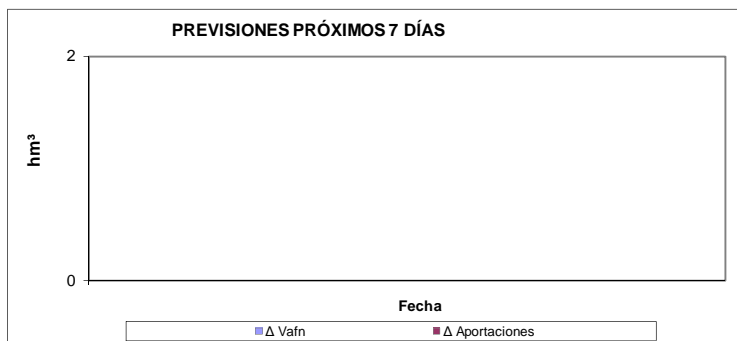 PREVISIONES PRÓXIMOS 7 DÍAS
2
hm³
0
Fecha
Δ Vafn
Δ Aportaciones